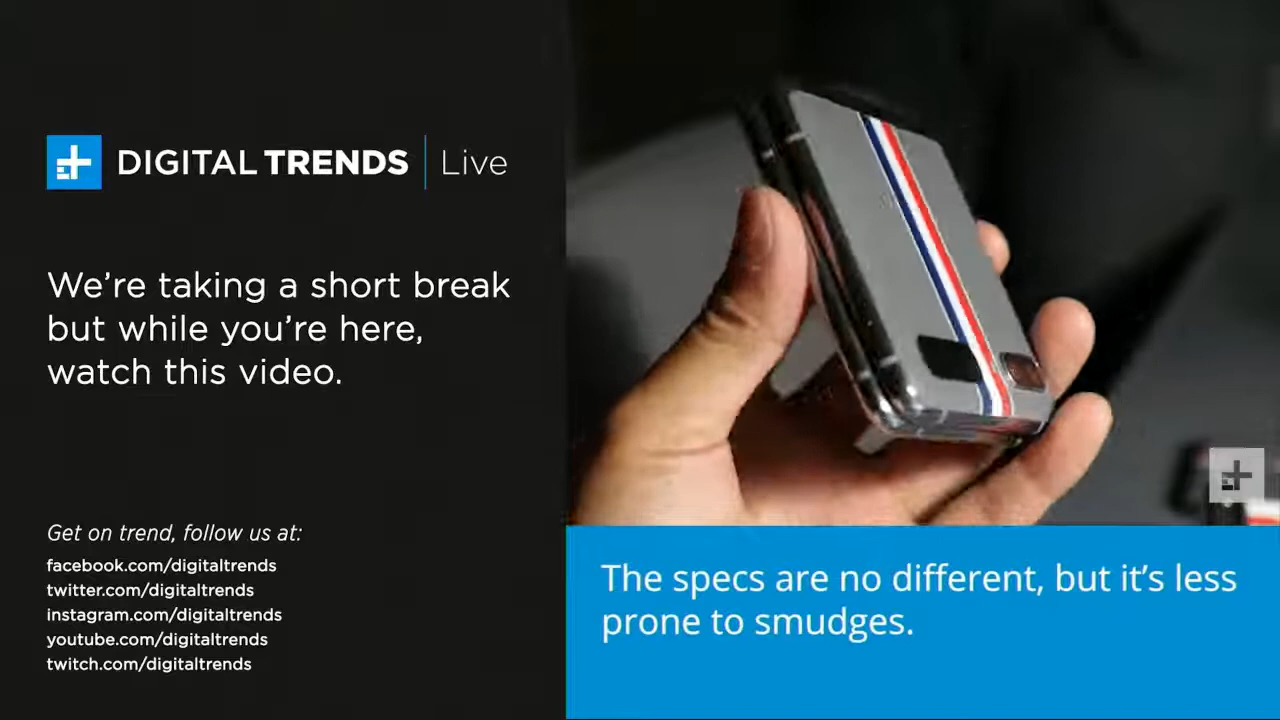 DIGITAL TRENDS Live
We're taking a short break
but while you're here,
watch this video.
Get on trend, follow us at:
facebook.com/digitaltrends
twitter.com/digitaltrends
instagram.com/digitaltrends
youtube.com/digitaltrends
twitch.com/digitaltrends
The specs are no different, but it's less
prone to smudges.